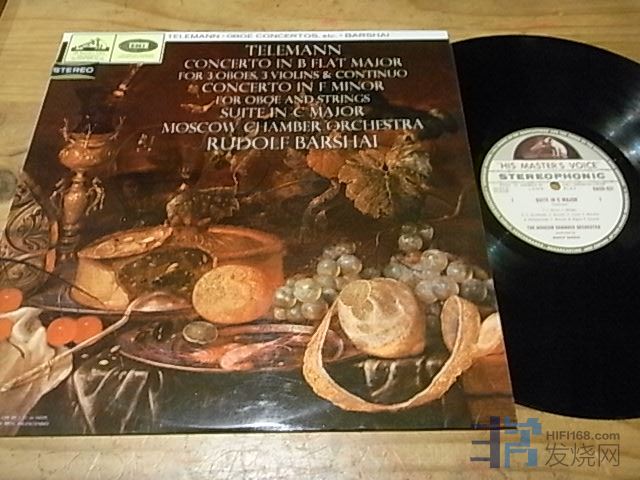 TELEMANN · OBOE CONCERTOS, etc. · BARSHAI
EMI
STEREO
TELEMANN
CONCERTO IN B FLAT MAJOR
FOR 3 OBOES, 3 VIOLINS & CONTINUO
CONCERTO IN F MINOR
FOR OBOE AND STRINGS
SUITE IN C MAJOR
MOSCOW CHAMBER ORCHESTRA
RUDOLF BARSHAI
"HIS MASTER'S VOICE"
STEREOPHONIC
SUITE IN C MAJOR
THE MOSCOW CHAMBER ORCHESTRA
HIFI168.com
发烧网